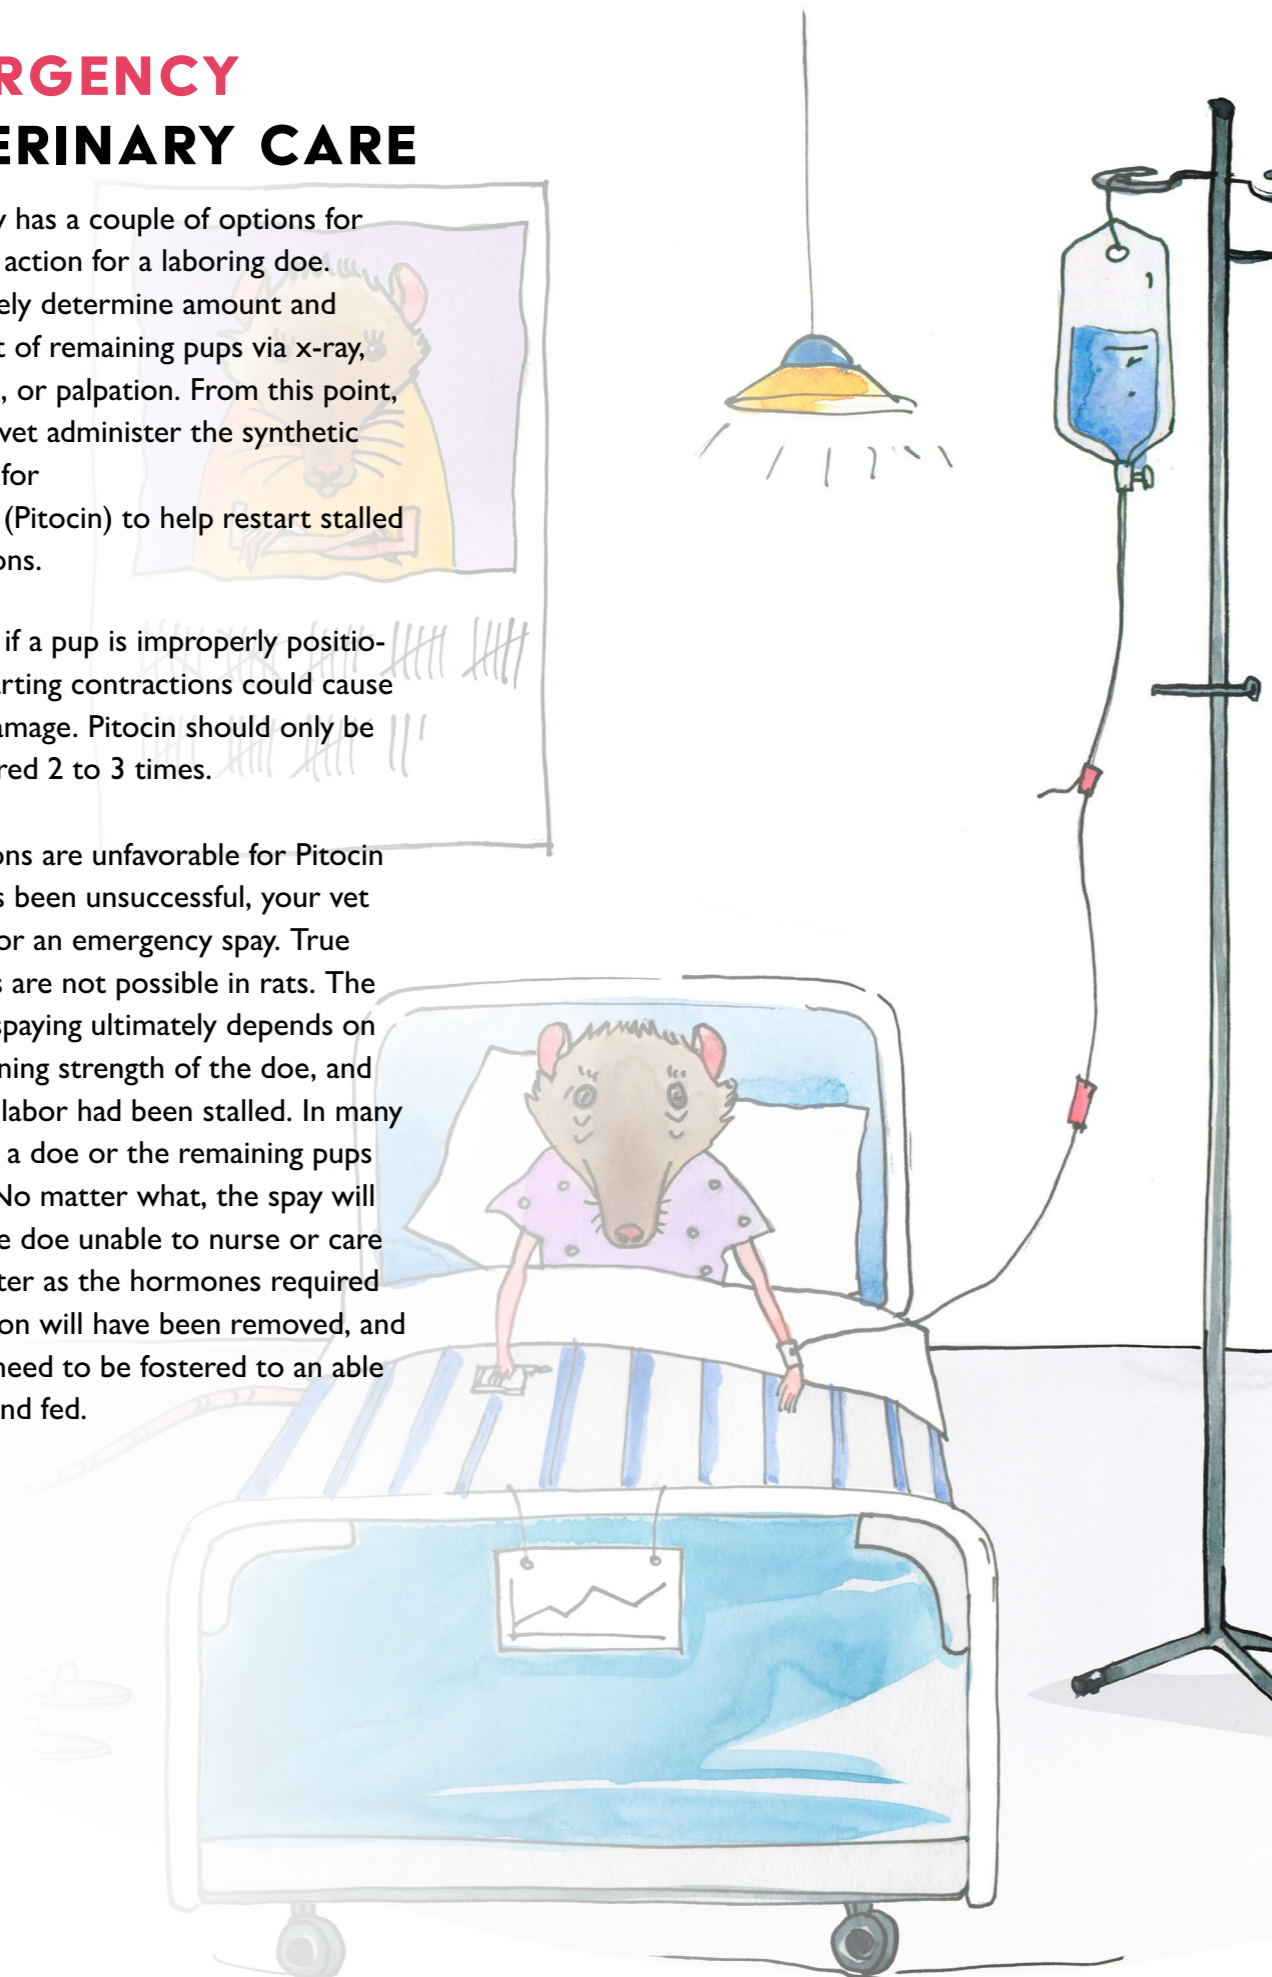 RGENCY
ERINARY CARE
y has a couple of options for
action for a laboring doe.
ely determine amount and
t of remaining pups via x-ray,
, or palpation. From this point,
vet administer the synthetic
for
(Pitocin) to help restart stalled
ons.
if a pup is improperly positio-
arting contractions could cause
amage. Pitocin should only be
red 2 to 3 times.
ons are unfavorable for Pitocin
s been unsuccessful, your vet
or an emergency spay. True
s are not possible in rats. The
spaying ultimately depends on
ning strength of the doe, and
labor had been stalled. In many
a doe or the remaining pups
No matter what, the spay will
e doe unable to nurse or care
ter as the hormones required
on will have been removed, and
need to be fostered to an able
nd fed.